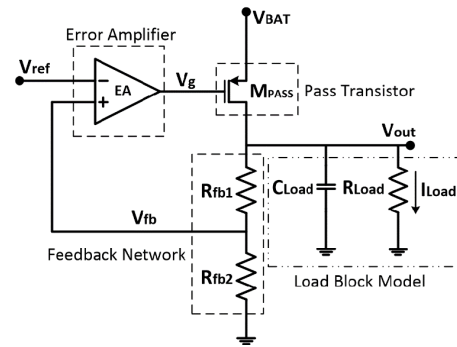 Error Amplifier
VBAT
Vref
EA
Vg
MPASS
Pass Transistor
Vout
Rfb1
CLoad
RLoad
ILoad
Vfb
Feedback Network
Rfb2
Load Block Model